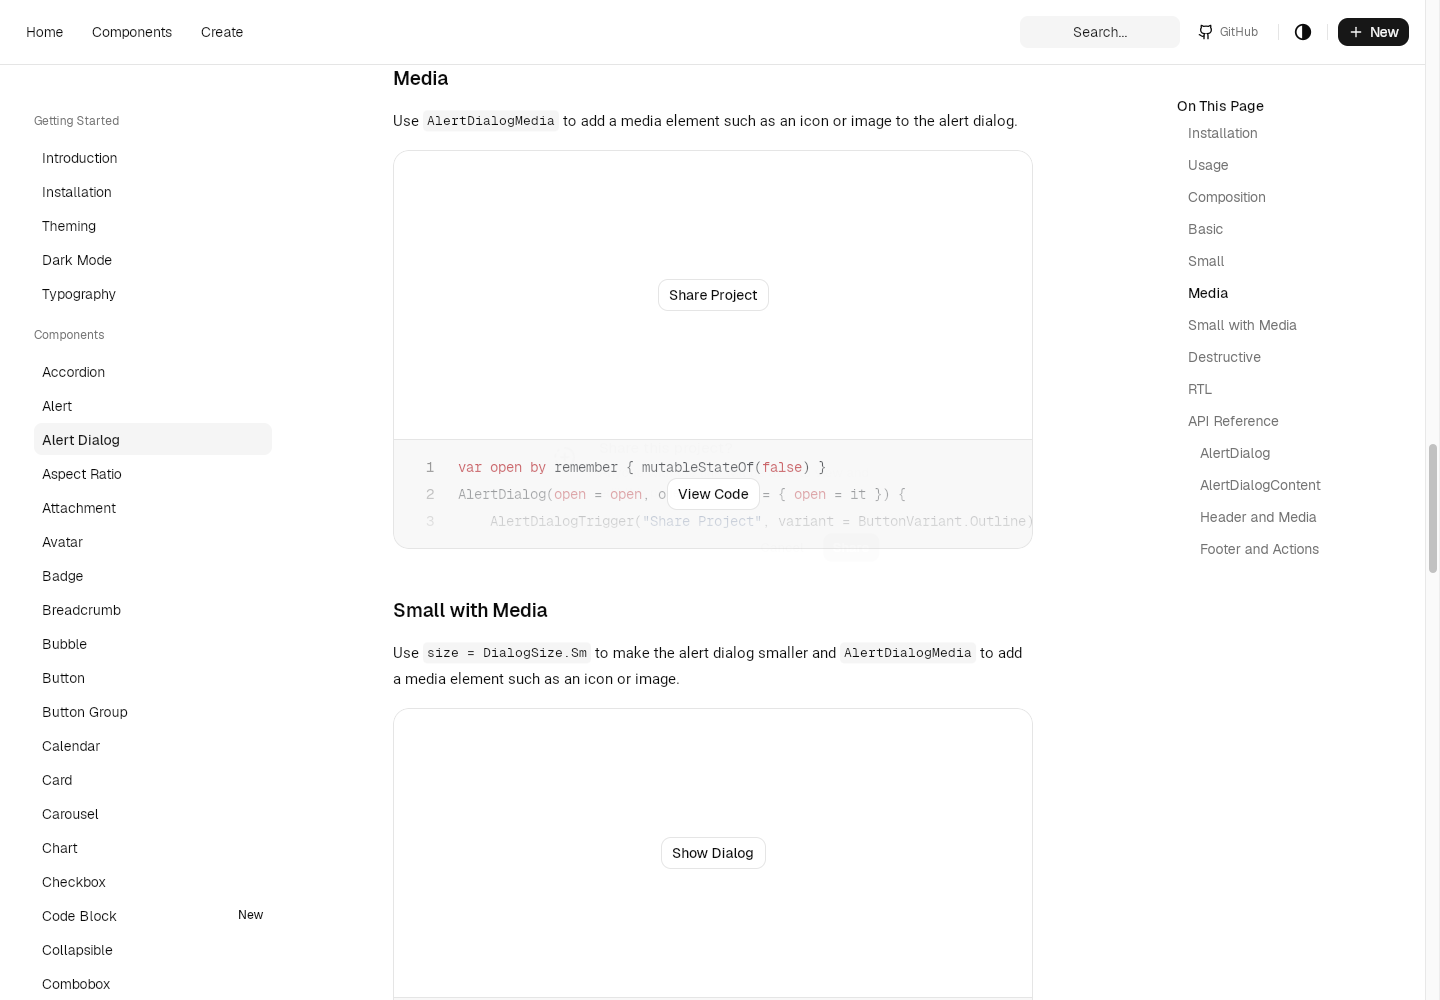 Home
Components
Create
Search...
GitHub
New
Getting Started
Introduction
Installation
Theming
Dark Mode
Typography
Components
Accordion
Alert
Alert Dialog
Aspect Ratio
Attachment
Avatar
Badge
Breadcrumb
Bubble
Button
Button Group
Calendar
Card
Carousel
Chart
Checkbox
Code Block
New
Collapsible
Combobox
Media
Use AlertDialogMedia to add a media element such as an icon or image to the alert dialog.
Share Project
1 var open by remember { mutableStateOf(false) }
2 AlertDialog(open = open, o = { open = it }) {
View Code
3 AlertDialogTrigger("Share Project", variant = ButtonVariant.Outline)
Small with Media
Use size = DialogSize.Sm to make the alert dialog smaller and AlertDialogMedia to add
a media element such as an icon or image.
Show Dialog
On This Page
Installation
Usage
Composition
Basic
Small
Media
Small with Media
Destructive
RTL
API Reference
AlertDialog
AlertDialogContent
Header and Media
Footer and Actions